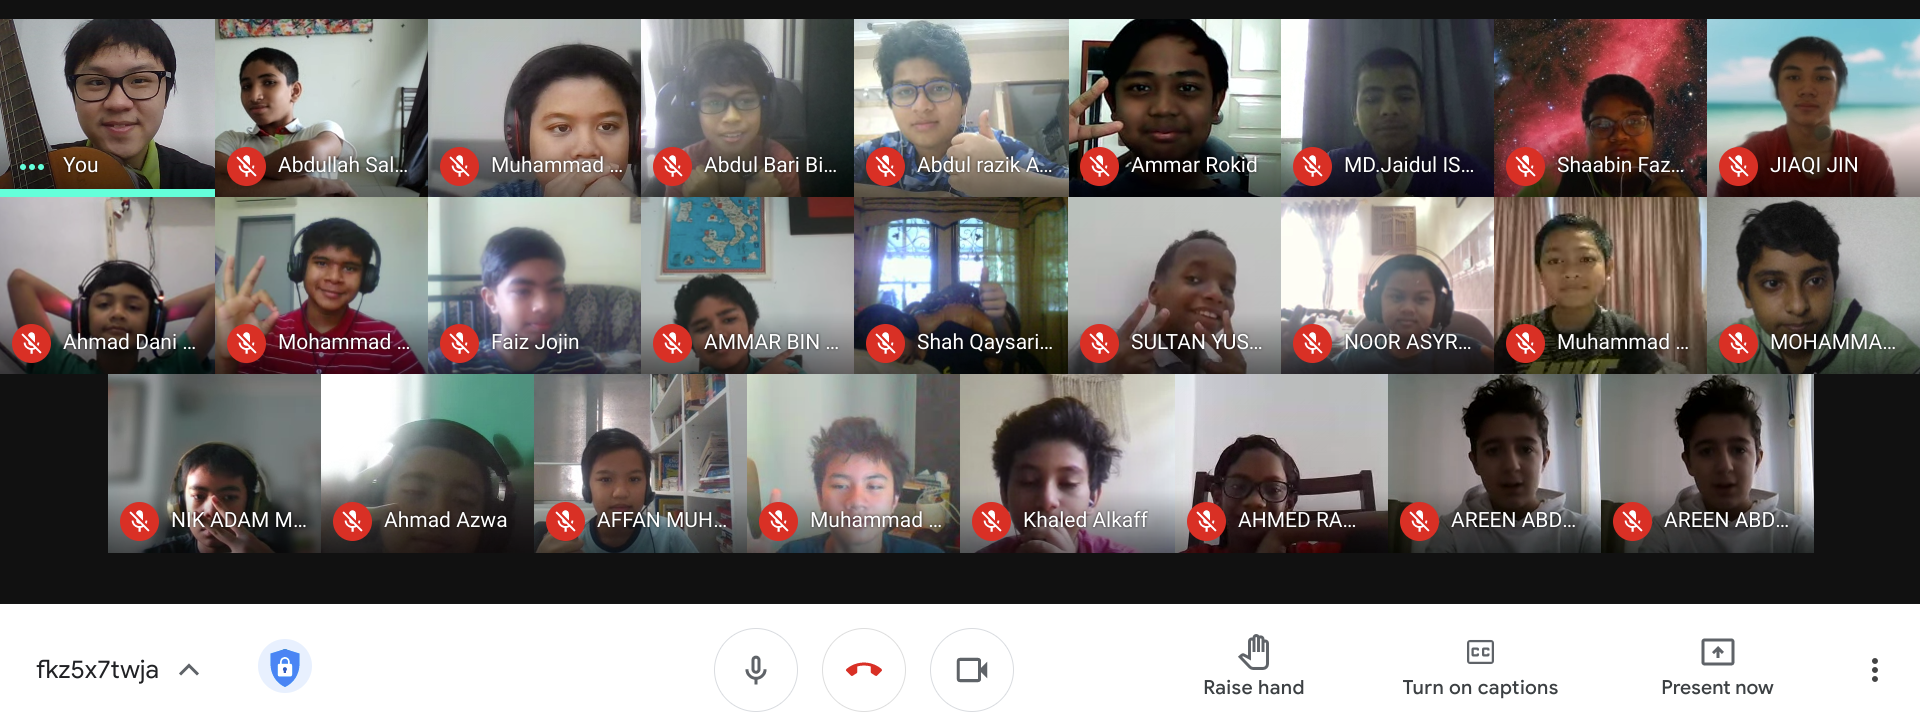 You
Abdullah Sal...
Muhammad ...
Abdul Bari Bi...
Abdul razik A...
Ammar Rokid
MD.Jaidul IS...
Shaabin Faz...
JIAQI JIN
Ahmad Dani ...
Mohammad ...
Faiz Jojin
AMMAR BIN ...
Shah Qaysari...
SULTAN YUS...
NOOR ASYR...
Muhammad ...
MOHAMMA...
NIK ADAM M...
Ahmad Azwa
AFFAN MUH...
Muhammad ...
Khaled Alkaff
AHMED RA...
AREEN ABD...
AREEN ABD...
fkz5x7twja
Raise hand
CC
Turn on captions
Present now